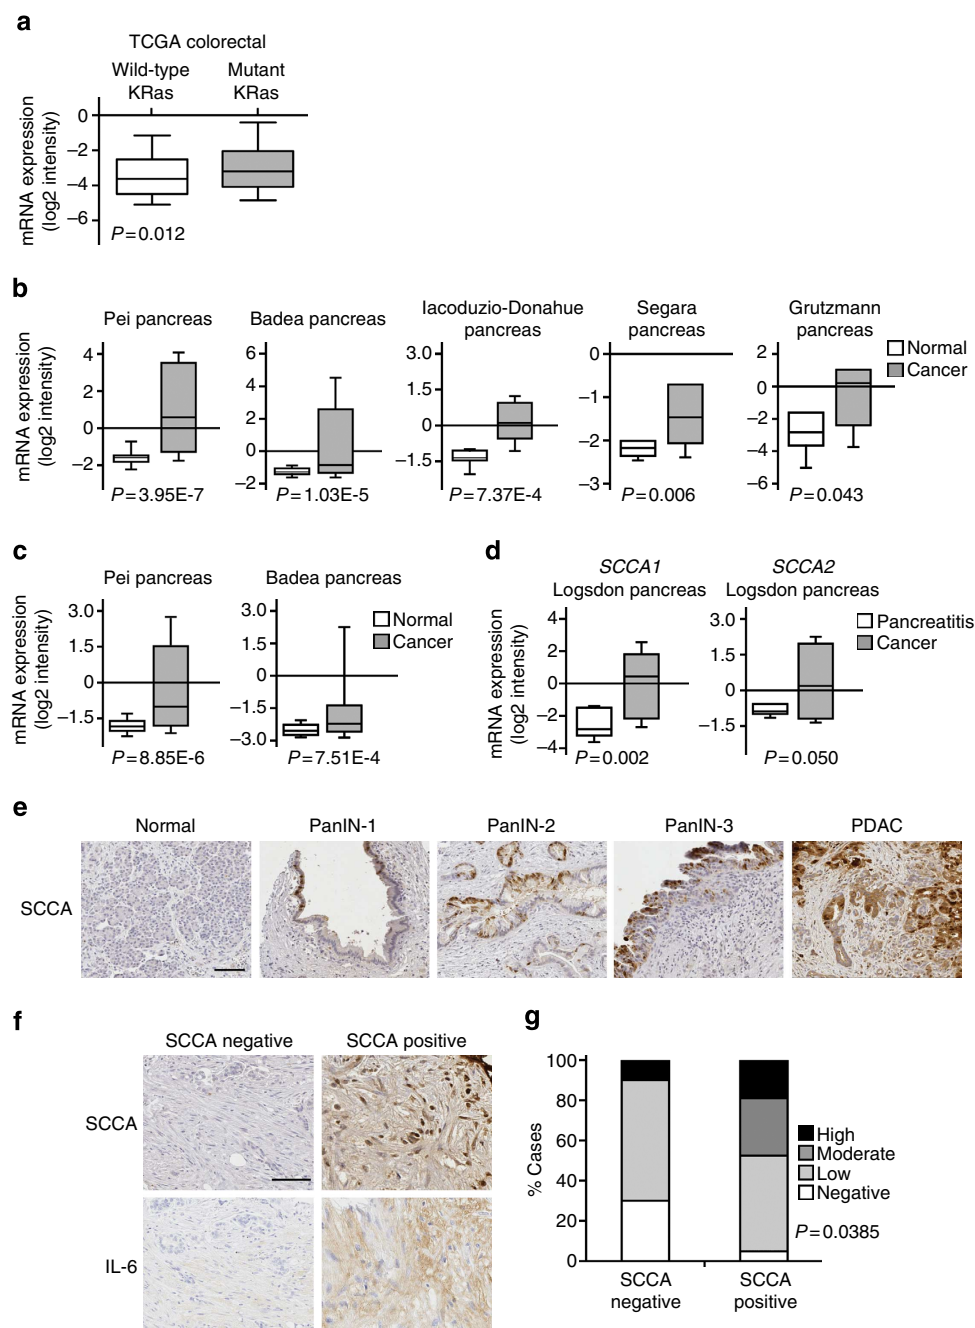 a
TCGA colorectal
Wild-type KRas
Mutant KRas
mRNA expression (log2 intensity)
0
–2
–4
–6
P=0.012
b
Pei pancreas
mRNA expression (log2 intensity)
4
2
0
–2
P=3.95E-7
Badea pancreas
6
4
2
0
–2
P=1.03E-5
Iacoduzio-Donahue pancreas
3.0
1.5
0
–1.5
P=7.37E-4
Segara pancreas
0
–1
–2
–3
P=0.006
Grutzmann pancreas
2
0
–2
–4
–6
P=0.043
Normal
Cancer
c
Pei pancreas
mRNA expression (log2 intensity)
3.0
1.5
0
–1.5
P=8.85E-6
Badea pancreas
3.0
1.5
0
–1.5
–3.0
P=7.51E-4
Normal
Cancer
d
SCCA1
Logsdon pancreas
mRNA expression (log2 intensity)
4
2
0
–2
–4
P=0.002
SCCA2
Logsdon pancreas
3.0
1.5
0
–1.5
P=0.050
Pancreatitis
Cancer
e
Normal
PanIN-1
PanIN-2
PanIN-3
PDAC
SCCA
f
SCCA negative
SCCA positive
SCCA
IL-6
g
% Cases
100
80
60
40
20
0
SCCA negative
SCCA positive
High
Moderate
Low
Negative
P=0.0385